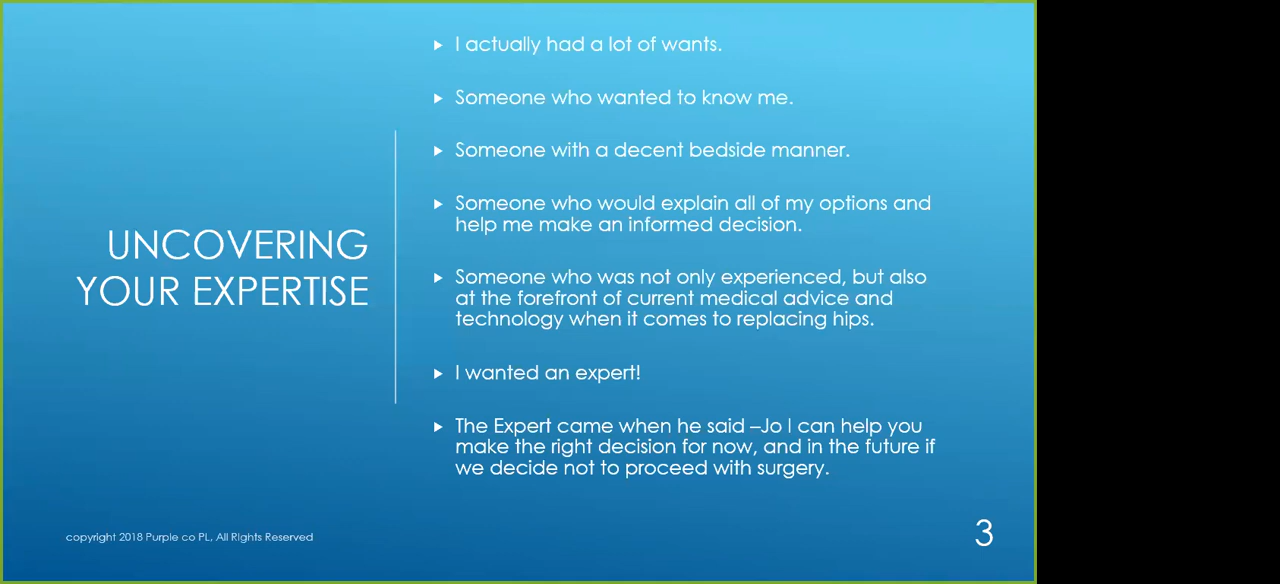 UNCOVERING
YOUR EXPERTISE
I actually had a lot of wants.
Someone who wanted to know me.
Someone with a decent bedside manner.
Someone who would explain all of my options and
help me make an informed decision.
Someone who was not only experienced, but also
at the forefront of current medical advice and
technology when it comes to replacing hips.
I wanted an expert!
The Expert came when he said –Jo I can help you
make the right decision for now, and in the future if
we decide not to proceed with surgery.
copyright 2018 Purple co PL, All Rights Reserved
3